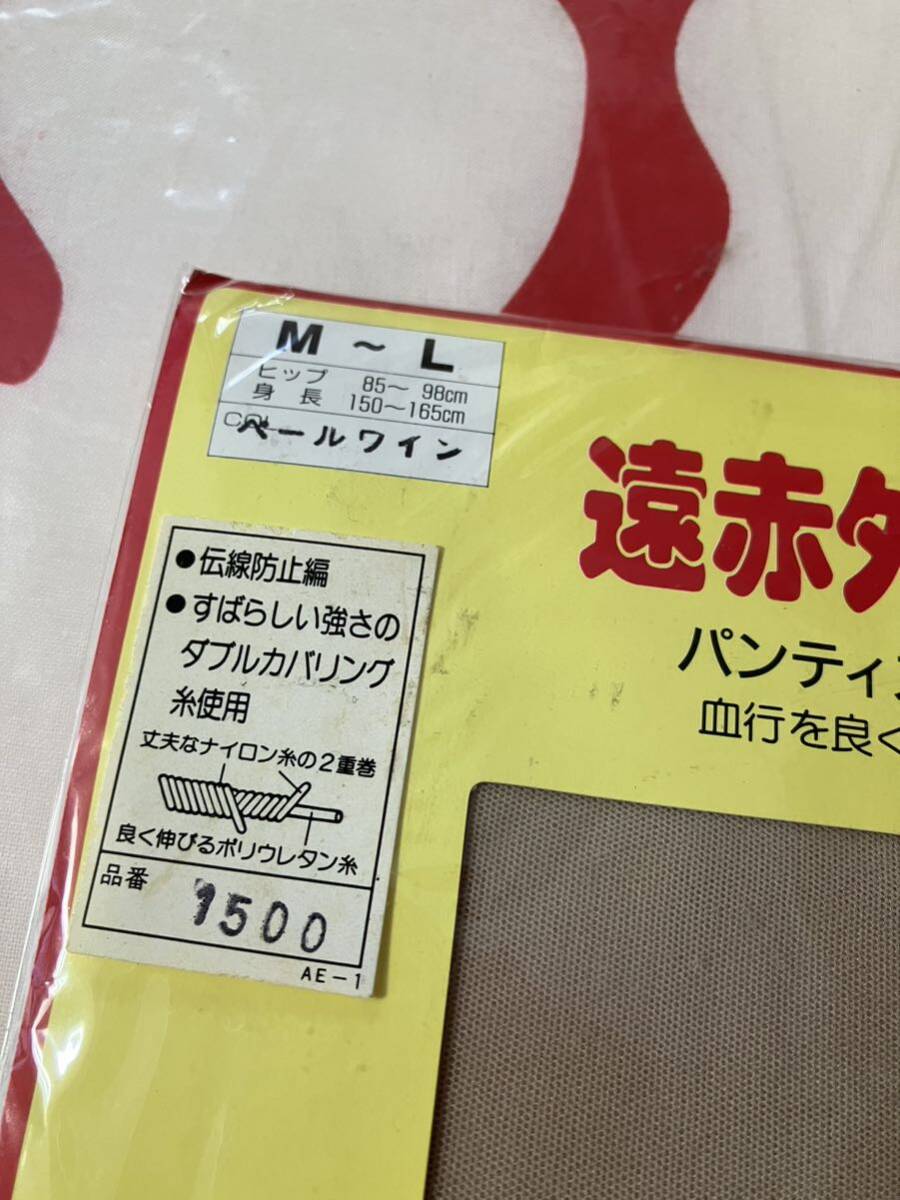 M ～ L
ヒップ 85～ 98cm
身長 150～165cm
COL
ペールワイン
遠赤外
パンティス
血行を良く
●伝線防止編
●すばらしい強さの
ダブルカバリング
糸使用
丈夫なナイロン糸の2重巻
良く伸びるポリウレタン糸
品番 1500
AE－1